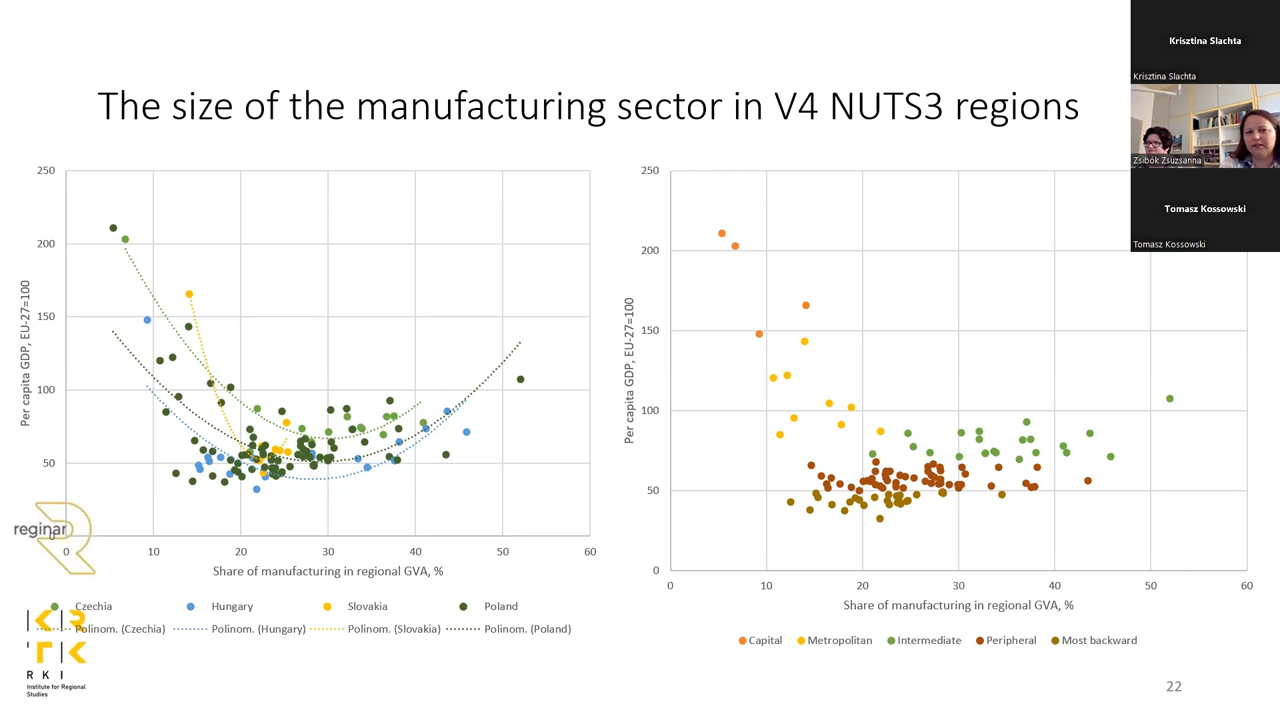 The size of the manufacturing sector in V4 NUTS3 regions
Krisztina Slachta
Krisztina Slachta
Zsibók Zsuzsanna
Tomasz Kossowski
Tomasz Kossowski
Per capita GDP, EU-27=100
250
200
150
100
50
0
0 10 20 30 40 50 60
Share of manufacturing in regional GVA, %
Czechia Hungary Slovakia Poland
Polinom. (Czechia) Polinom. (Hungary) Polinom. (Slovakia) Polinom. (Poland)
Per capita GDP, EU-27=100
250
200
150
100
50
0
0 10 20 30 40 50 60
Share of manufacturing in regional GVA, %
Capital Metropolitan Intermediate Peripheral Most backward
reginar
KR
TK
RKI
Institute for Regional
Studies
22